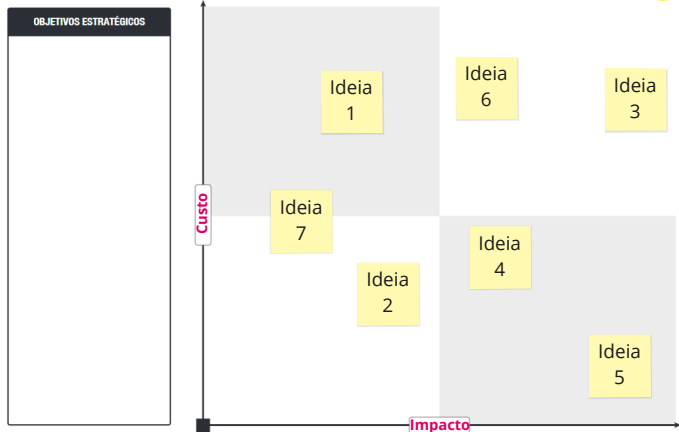 OBJETIVOS ESTRATÉGICOS
Ideia
1
Ideia
6
Ideia
3
Custo
Ideia
7
Ideia
4
Ideia
2
Ideia
5
Impacto